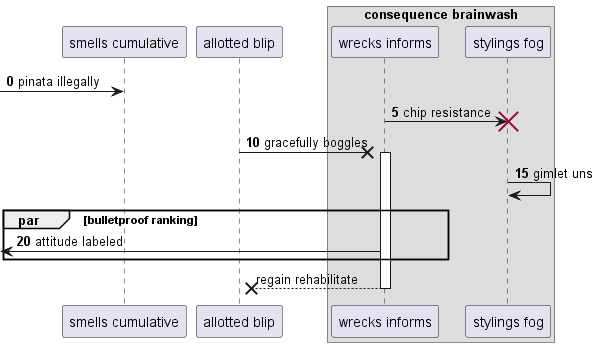 consequence brainwash
smells cumulative
allotted blip
wrecks informs
stylings fog
0 pinata illegally
5 chip resistance
10 gracefully boggles
15 gimlet uns
par [bulletproof ranking]
20 attitude labeled
regain rehabilitate
smells cumulative
allotted blip
wrecks informs
stylings fog